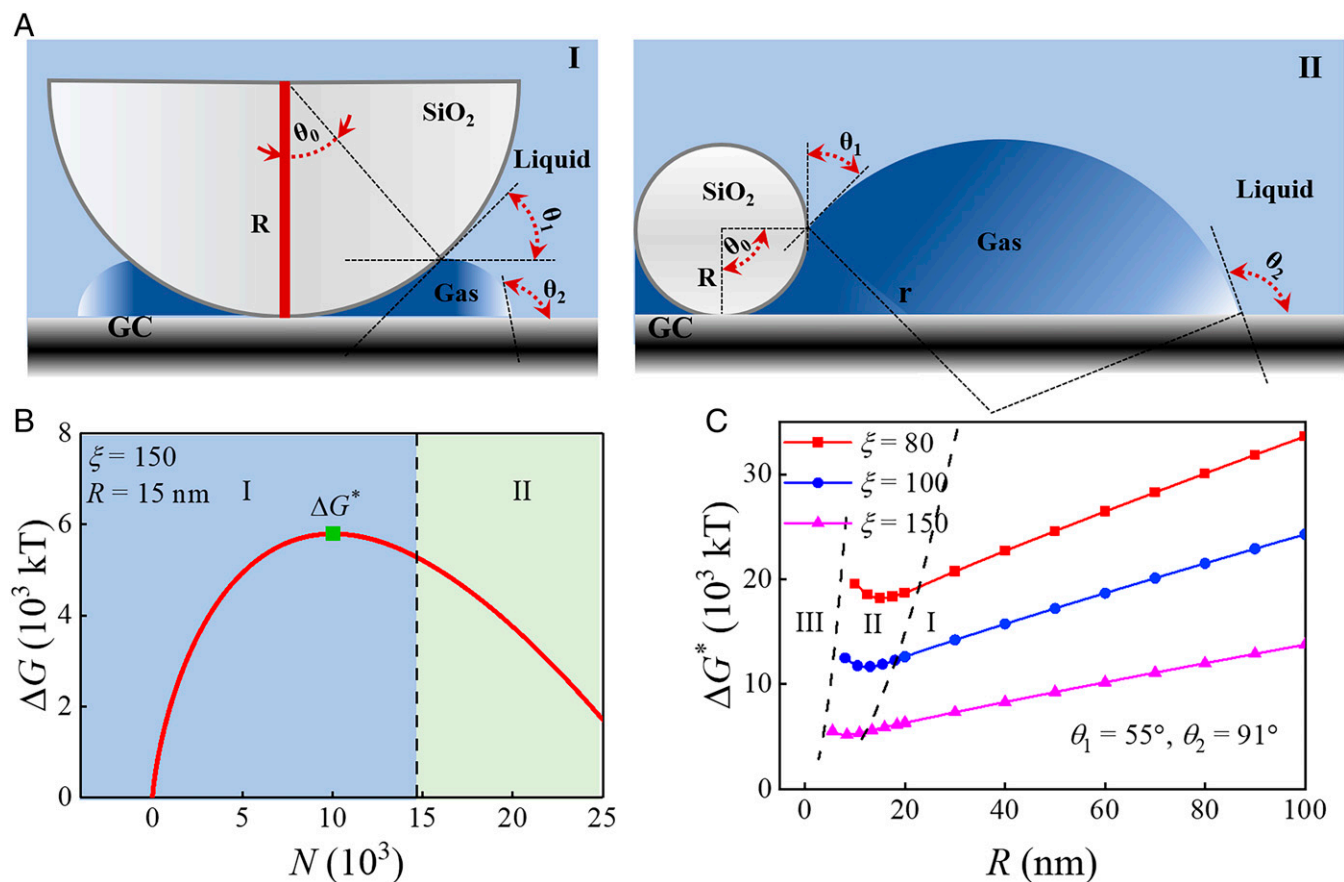 A
I
θ0
SiO2
Liquid
R
θ1
Gas
θ2
GC
II
θ1
SiO2
Liquid
θ0
Gas
R
r
θ2
GC
B
ξ = 150
R = 15 nm
I
II
ΔG*
8
6
4
2
0
ΔG (10³ kT)
0
5
10
15
20
25
N (10³)
C
ξ = 80
ξ = 100
ξ = 150
III
II
I
θ1 = 55°, θ2 = 91°
30
20
10
0
ΔG* (10³ kT)
0
20
40
60
80
100
R (nm)